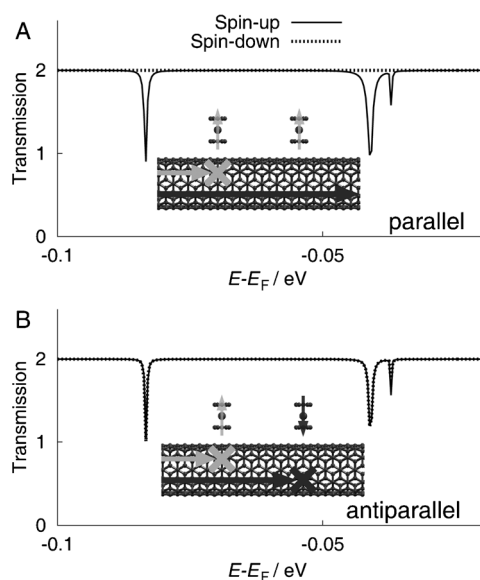 A
Spin-up
Spin-down
Transmission
2
1
0
parallel
-0.1
-0.05
E-EF / eV
B
Transmission
2
1
0
antiparallel
-0.1
-0.05
E-EF / eV